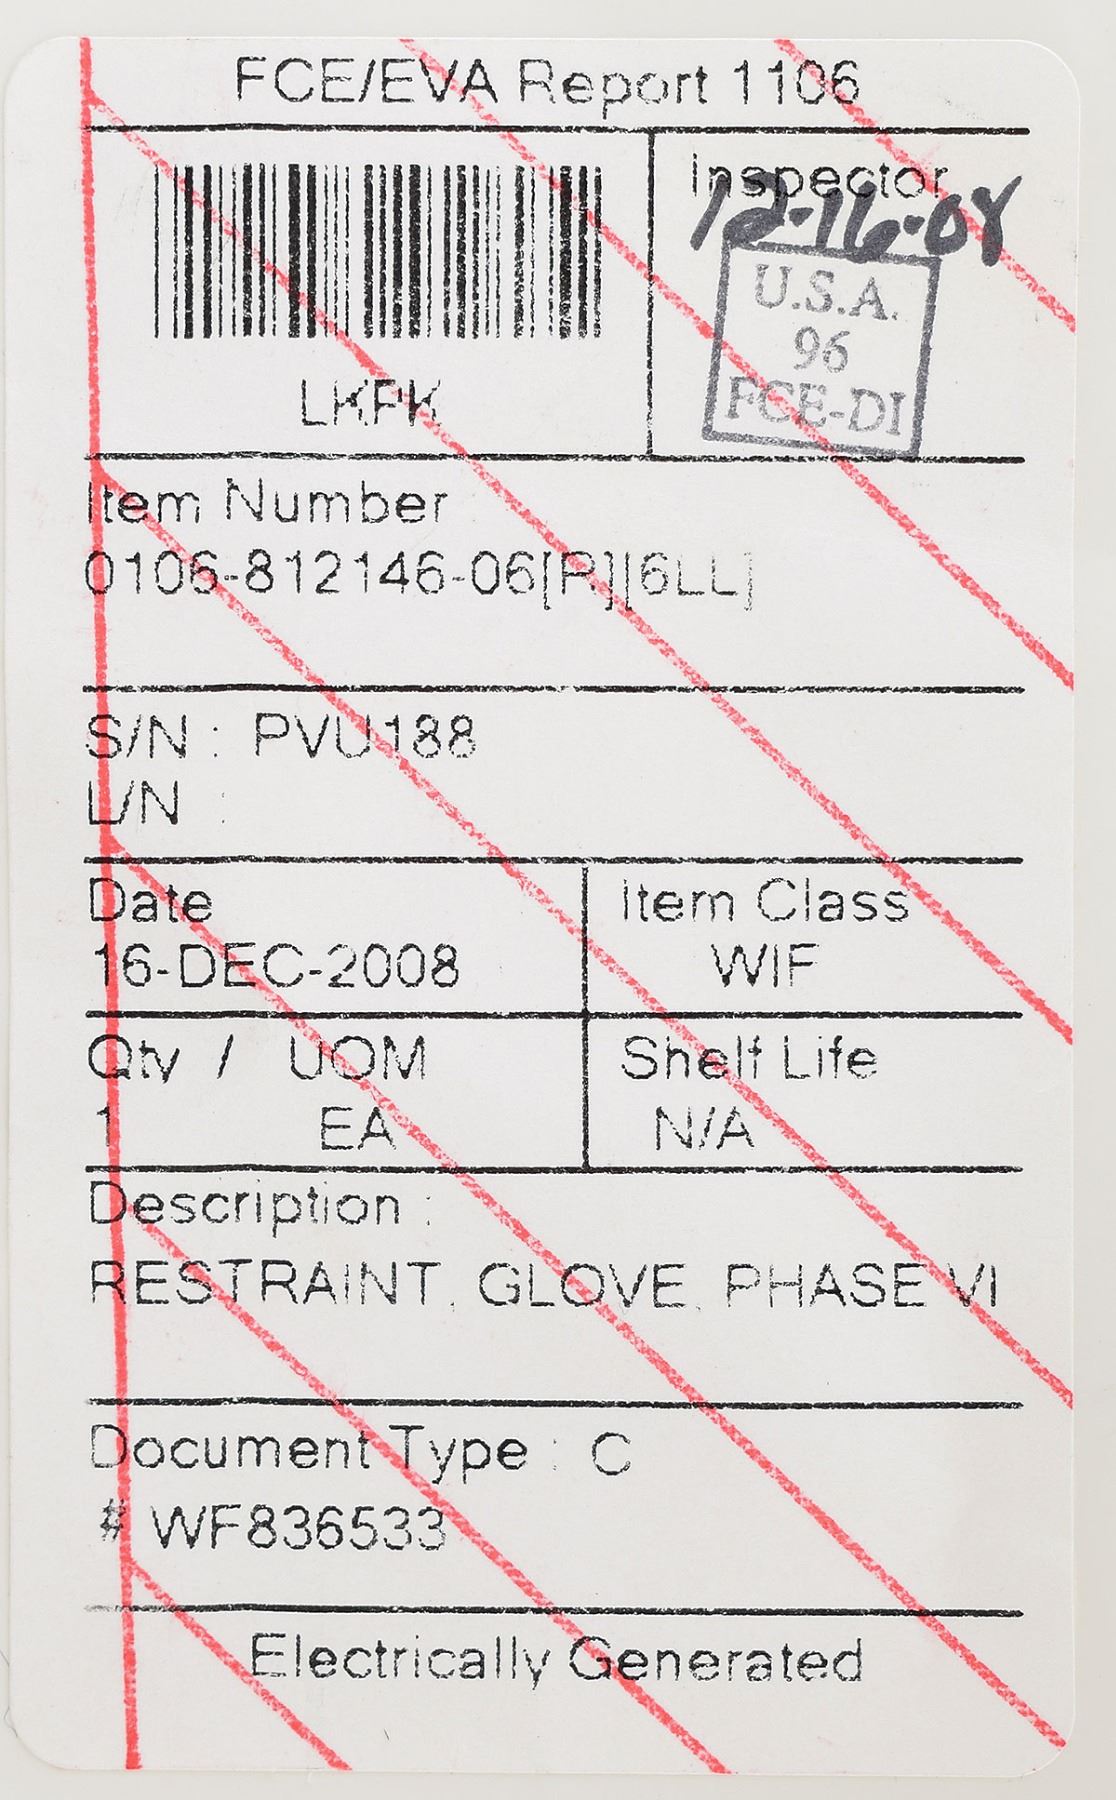 FCE/EVA Report 1106
Inspector
12-16-08
U.S.A.
96
FCE-DI
LKPK
Item Number
0106-812146-06[R][6LL]
S/N : PVU188
L/N :
Date
16-DEC-2008
Item Class
WIF
Qty / UOM
1 EA
Shelf Life
N/A
Description :
RESTRAINT, GLOVE, PHASE VI
Document Type : C
# WF836533
Electrically Generated